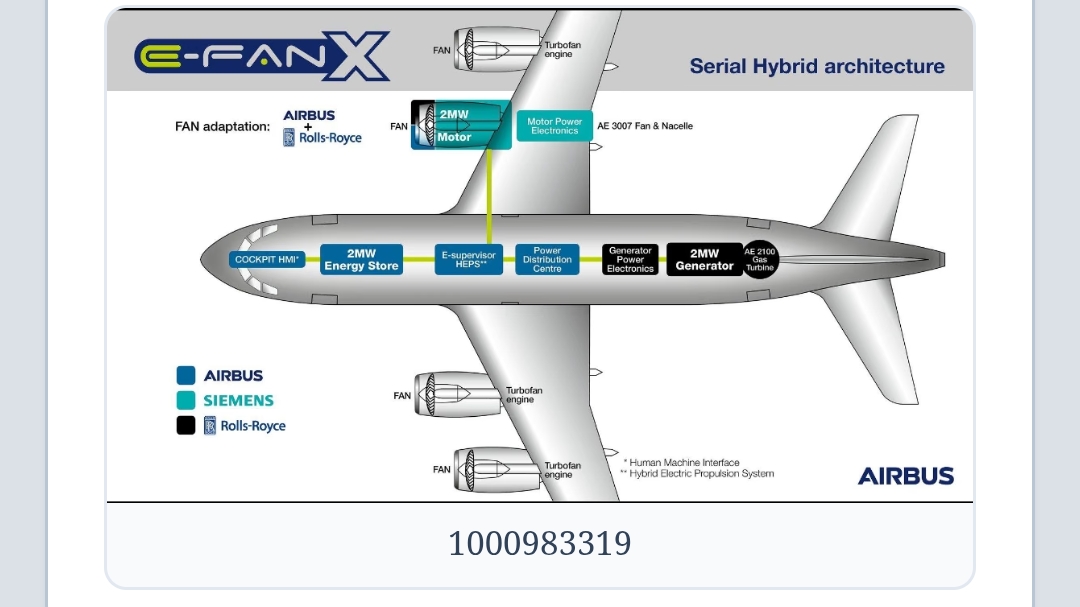 E-FAN X
Serial Hybrid architecture
FAN
Turbofan
engine
FAN adaptation:
AIRBUS
+
Rolls-Royce
FAN
2MW
Motor
Motor Power
Electronics
AE 3007 Fan & Nacelle
COCKPIT HMI*
2MW
Energy Store
E-supervisor
HEPS**
Power
Distribution
Centre
Generator
Power
Electronics
2MW
Generator
AE 2100
Gas
Turbine
AIRBUS
SIEMENS
Rolls-Royce
FAN
Turbofan
engine
FAN
Turbofan
engine
* Human Machine Interface
** Hybrid Electric Propulsion System
AIRBUS
1000983319